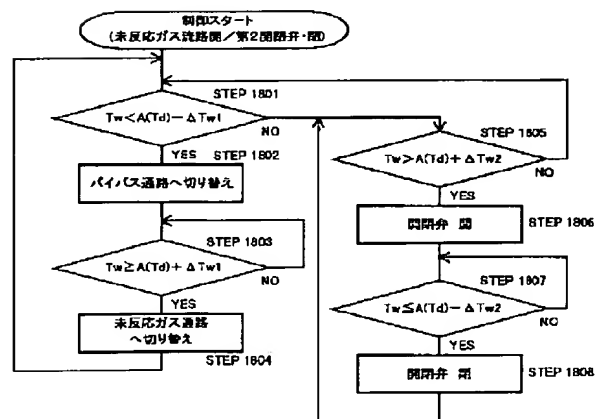 制御スタート
(未反応ガス流路開／第2開閉弁・閉)
STEP 1801
Tw<A(Td)-ΔTw1
NO
YES
STEP 1802
バイパス通路へ切り替え
STEP 1803
Tw≧A(Td)+ΔTw1
NO
YES
未反応ガス通路
へ切り替え
STEP 1804
STEP 1805
Tw>A(Td)+ΔTw2
NO
YES
開閉弁 開
STEP 1806
STEP 1807
Tw≦A(Td)-ΔTw2
NO
YES
開閉弁 閉
STEP 1808